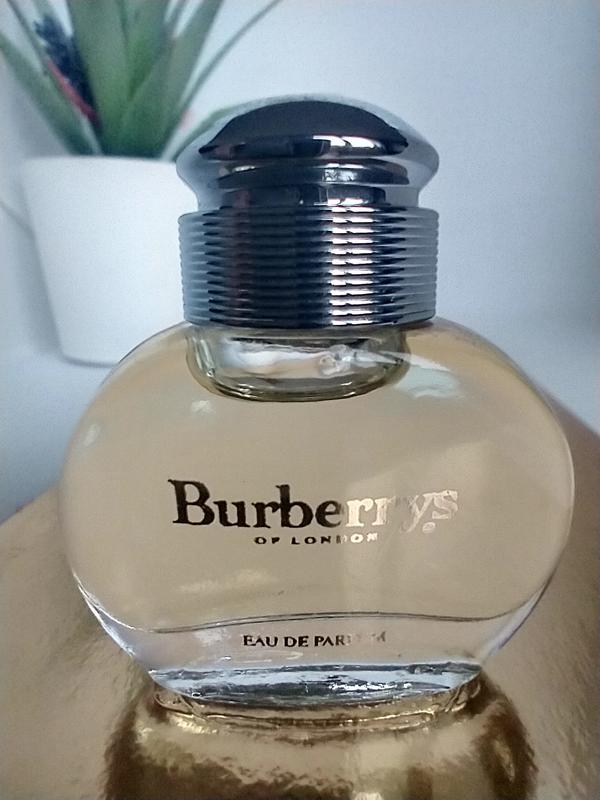 Burberrys
OF LONDON
EAU DE PARFUM